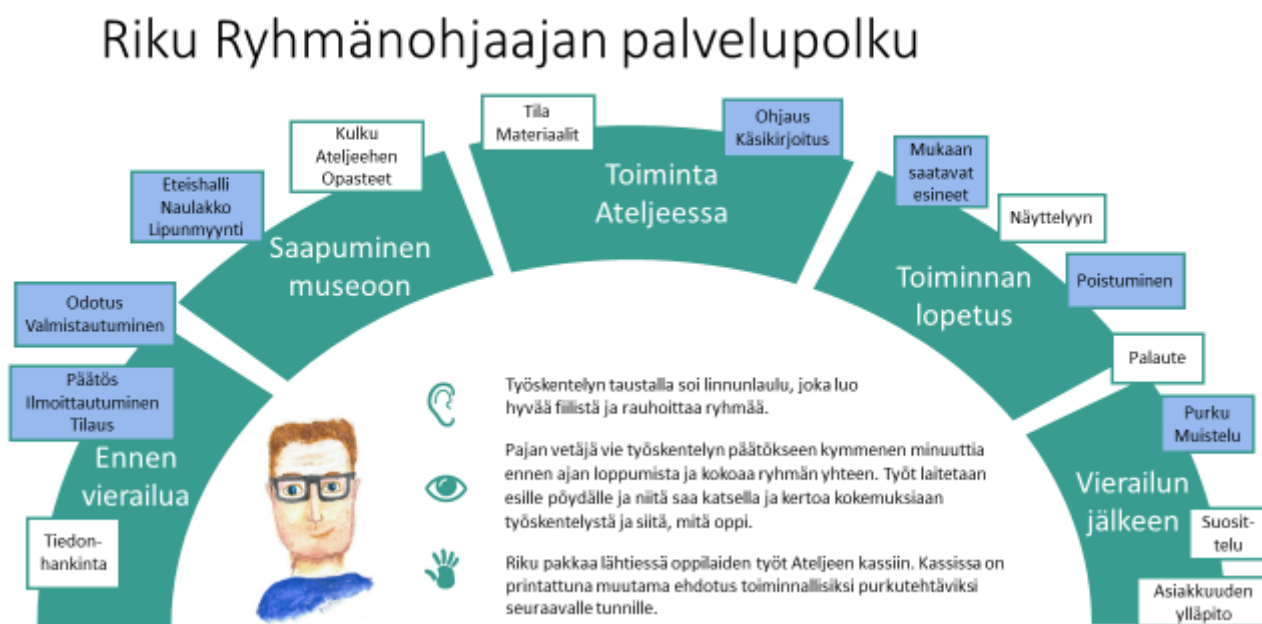 Riku Ryhmänohjaajan palvelupolku
Tiedon-
hankinta
Ennen
vierailua
Päätös
Ilmoittautuminen
Tilaus
Odotus
Valmistautuminen
Eteishalli
Naulakko
Lipunmyynti
Saapuminen
museoon
Kulku
Ateljeehen
Opasteet
Tila
Materiaalit
Toiminta
Ateljeessa
Ohjaus
Käsikirjoitus
Mukaan
saatavat
esineet
Toiminnan
lopetus
Näyttelyyn
Poistuminen
Palaute
Purku
Muistelu
Vierailun
jälkeen
Suosit-
telu
Asiakkuuden
ylläpito
Työskentelyn taustalla soi linnunlaulu, joka luo
hyvää fiilistä ja rauhoittaa ryhmää.
Pajan vetäjä vie työskentelyn päätökseen kymmenen minuuttia
ennen ajan loppumista ja kokoaa ryhmän yhteen. Työt laitetaan
esille pöydälle ja niitä saa katsella ja kertoa kokemuksiaan
työskentelystä ja siitä, mitä oppi.
Riku pakkaa lähtiessä oppilaiden työt Ateljeen kassiin. Kassissa on
printattuna muutama ehdotus toiminnallisiksi purkutehtäviksi
seuraavalle tunnille.